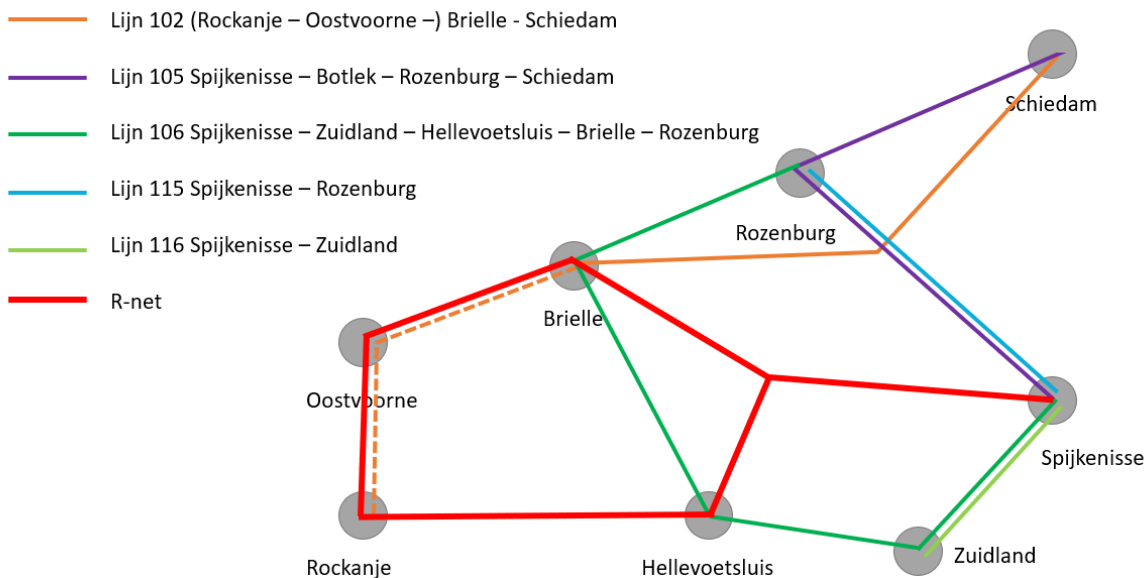 Lijn 102 (Rockanje – Oostvoorne –) Brielle - Schiedam
Lijn 105 Spijkenisse – Botlek – Rozenburg – Schiedam
Lijn 106 Spijkenisse – Zuidland – Hellevoetsluis – Brielle – Rozenburg
Lijn 115 Spijkenisse – Rozenburg
Lijn 116 Spijkenisse – Zuidland
R-net
Schiedam
Rozenburg
Brielle
Oostvoorne
Spijkenisse
Zuidland
Rockanje
Hellevoetsluis